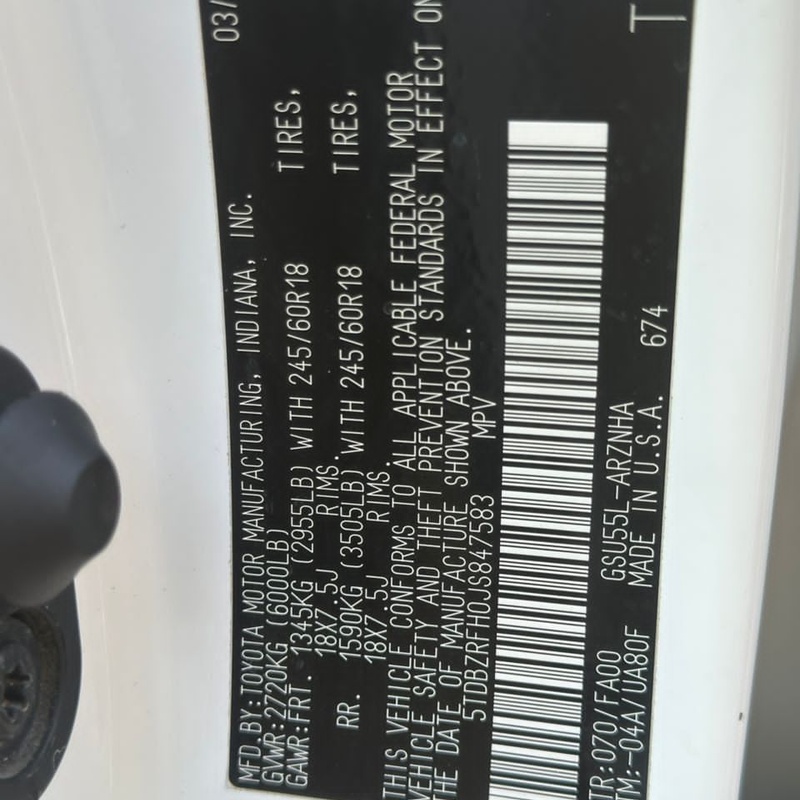 MFD. BY: TOYOTA MOTOR MANUFACTURING, INDIANA, INC. 03/
GVWR: 2720KG (6000LB)
GAWR: FRT. 1345KG (2955LB) WITH 245/60R18 TIRES,
18X7.5J RIMS.
RR. 1590KG (3505LB) WITH 245/60R18 TIRES,
18X7.5J RIMS.
THIS VEHICLE CONFORMS TO ALL APPLICABLE FEDERAL MOTOR
VEHICLE SAFETY AND THEFT PREVENTION STANDARDS IN EFFECT ON
THE DATE OF MANUFACTURE SHOWN ABOVE.
5TDBZRFH0JS847583 MPV
TR: 070/FA00 GSU55L-ARZNHA 674
TM: -04A/UA80F MADE IN U.S.A. T